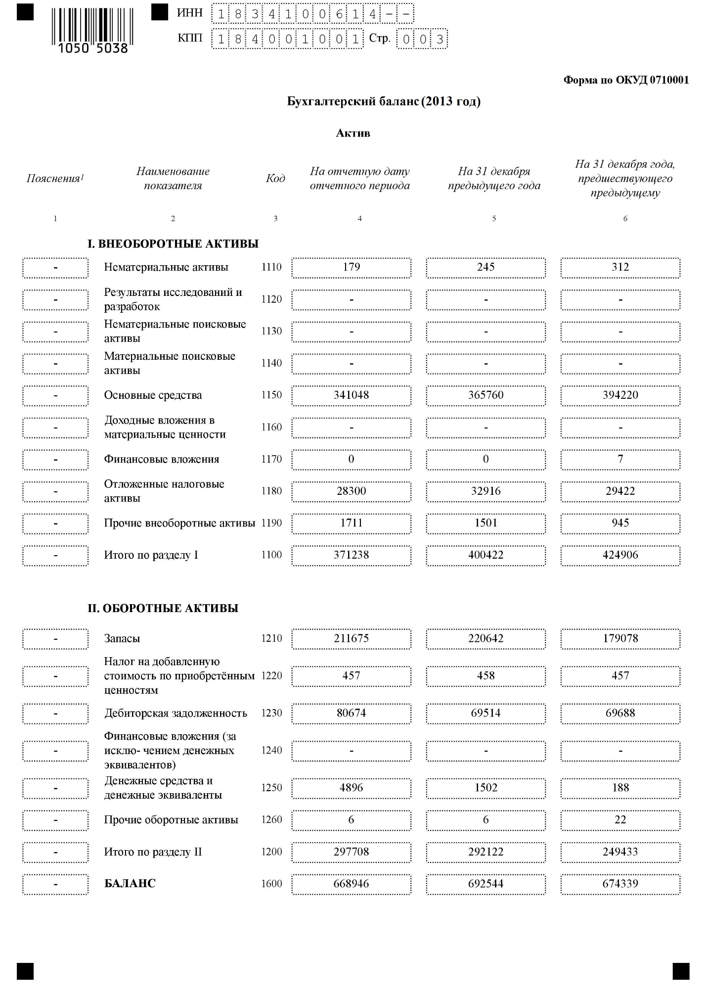 ИНН 1834100614--
1050 5038
КПП 184001001 Стр. 003
Форма по ОКУД 0710001
Бухгалтерский баланс (2013 год)
Актив
Пояснения1 Наименование показателя Код На отчетную дату отчетного периода На 31 декабря предыдущего года На 31 декабря года, предшествующего предыдущему
1 2 3 4 5 6
I. ВНЕОБОРОТНЫЕ АКТИВЫ
- Нематериальные активы 1110 179 245 312
- Результаты исследований и разработок 1120 - - -
- Нематериальные поисковые активы 1130 - - -
- Материальные поисковые активы 1140 - - -
- Основные средства 1150 341048 365760 394220
- Доходные вложения в материальные ценности 1160 - - -
- Финансовые вложения 1170 0 0 7
- Отложенные налоговые активы 1180 28300 32916 29422
- Прочие внеоборотные активы 1190 1711 1501 945
- Итого по разделу I 1100 371238 400422 424906
II. ОБОРОТНЫЕ АКТИВЫ
- Запасы 1210 211675 220642 179078
- Налог на добавленную стоимость по приобретённым ценностям 1220 457 458 457
- Дебиторская задолженность 1230 80674 69514 69688
- Финансовые вложения (за исклю- чением денежных эквивалентов) 1240 - - -
- Денежные средства и денежные эквиваленты 1250 4896 1502 188
- Прочие оборотные активы 1260 6 6 22
- Итого по разделу II 1200 297708 292122 249433
- БАЛАНС 1600 668946 692544 674339